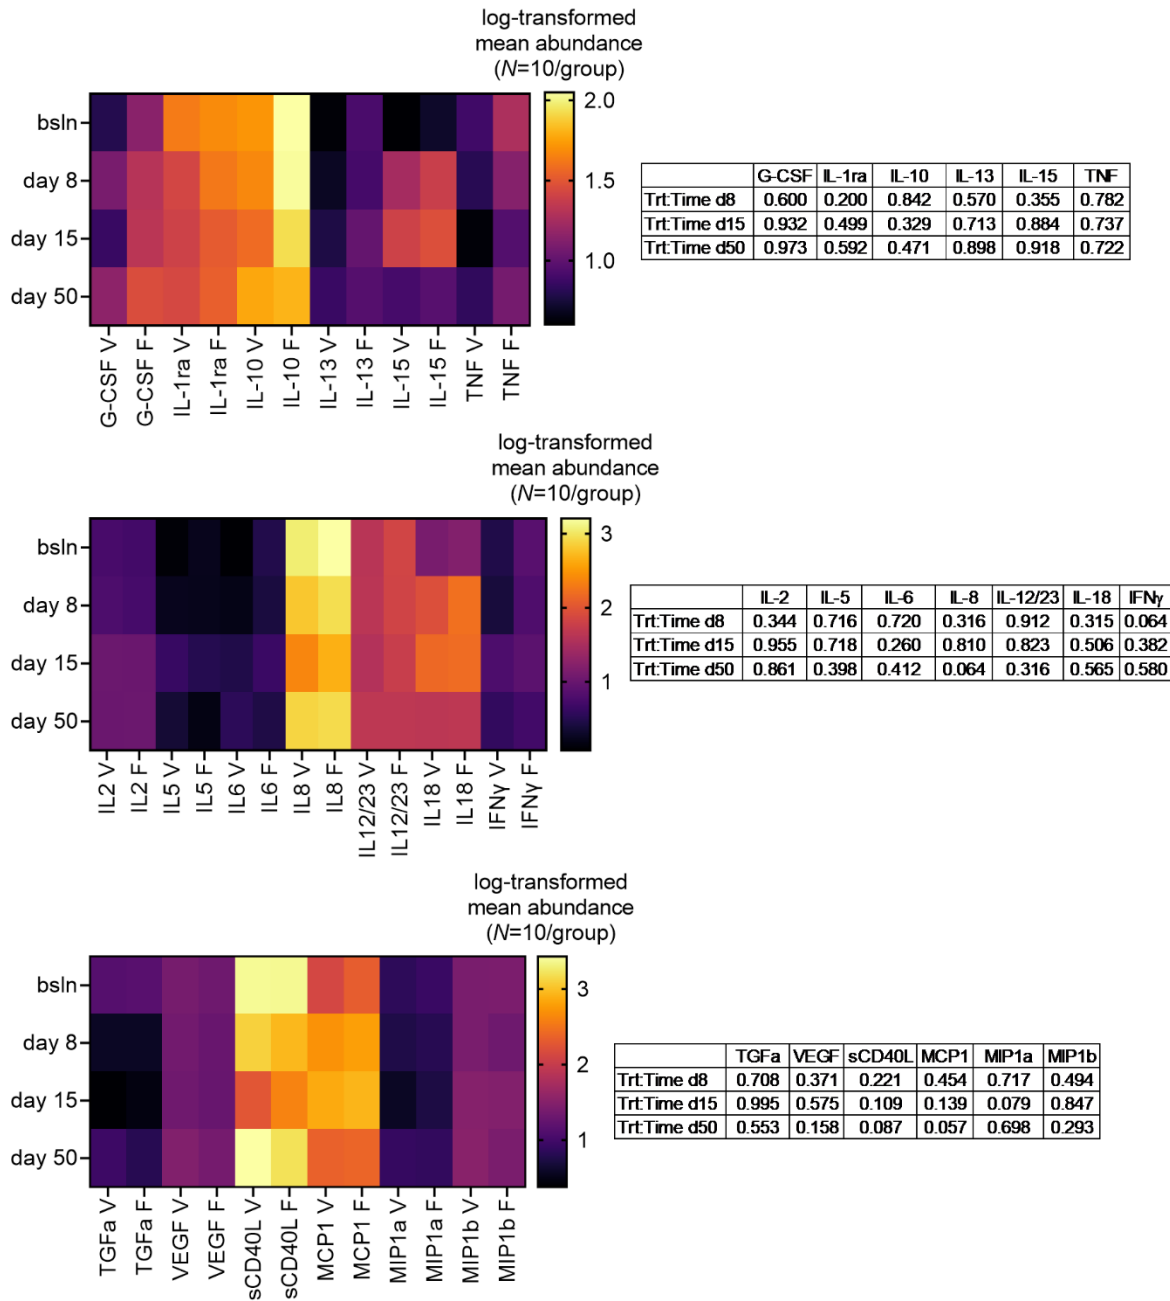 log-transformed
mean abundance
(N=10/group)
bsln
day 8
day 15
day 50
2.0
1.5
1.0
G-CSF V
G-CSF F
IL-1ra V
IL-1ra F
IL-10 V
IL-10 F
IL-13 V
IL-13 F
IL-15 V
IL-15 F
TNF V
TNF F
G-CSF IL-1ra IL-10 IL-13 IL-15 TNF
Trt:Time d8 0.600 0.200 0.842 0.570 0.355 0.782
Trt:Time d15 0.932 0.499 0.329 0.713 0.884 0.737
Trt:Time d50 0.973 0.592 0.471 0.898 0.918 0.722
log-transformed
mean abundance
(N=10/group)
bsln
day 8
day 15
day 50
3
2
1
IL2 V
IL2 F
IL5 V
IL5 F
IL6 V
IL6 F
IL8 V
IL8 F
IL12/23 V
IL12/23 F
IL18 V
IL18 F
IFNγ V
IFNγ F
IL-2 IL-5 IL-6 IL-8 IL-12/23 IL-18 IFNγ
Trt:Time d8 0.344 0.716 0.720 0.316 0.912 0.315 0.064
Trt:Time d15 0.955 0.718 0.260 0.810 0.823 0.506 0.382
Trt:Time d50 0.861 0.398 0.412 0.064 0.316 0.565 0.580
log-transformed
mean abundance
(N=10/group)
bsln
day 8
day 15
day 50
3
2
1
TGFa V
TGFa F
VEGF V
VEGF F
sCD40L V
sCD40L F
MCP1 V
MCP1 F
MIP1a V
MIP1a F
MIP1b V
MIP1b F
TGFa VEGF sCD40L MCP1 MIP1a MIP1b
Trt:Time d8 0.708 0.371 0.221 0.454 0.717 0.494
Trt:Time d15 0.995 0.575 0.109 0.139 0.079 0.847
Trt:Time d50 0.553 0.158 0.087 0.057 0.698 0.293